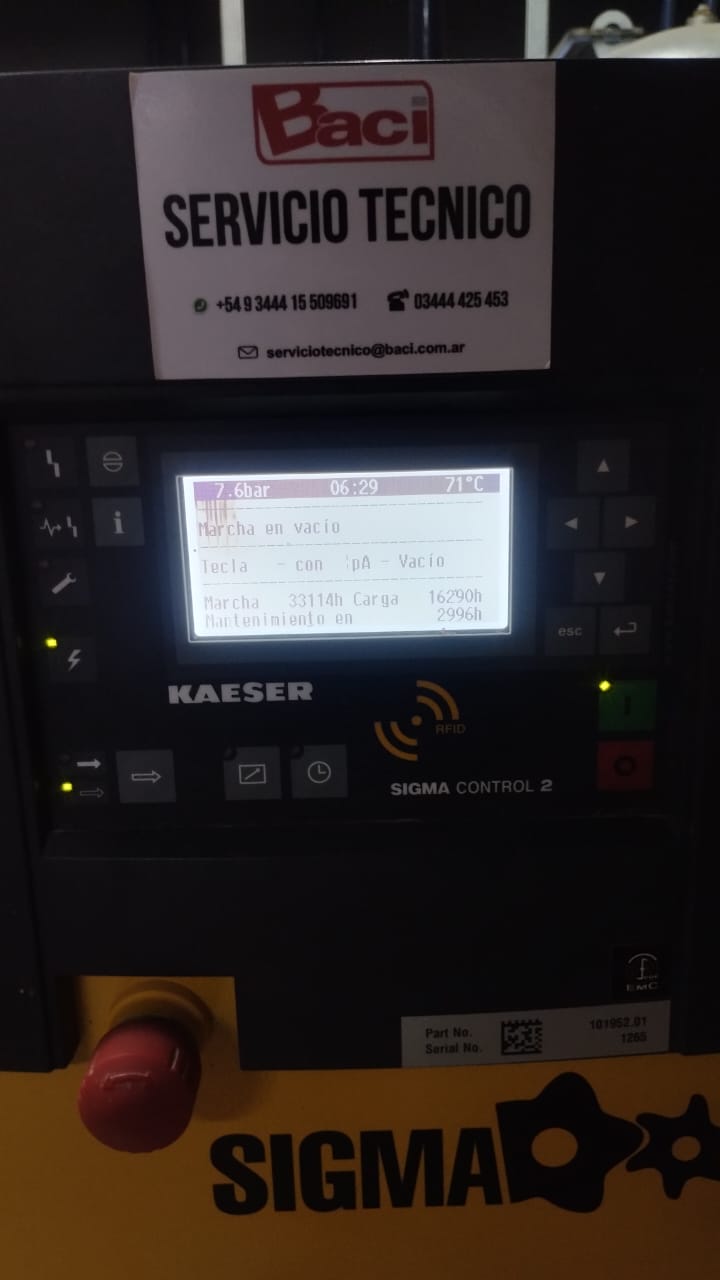 Baci
SERVICIO TECNICO
+54 9 3444 15 509691 03444 425 453
serviciotecnico@baci.com.ar
7.6bar 06:29 71°C
Marcha en vacío
Tecla - con pA - Vacío
Marcha 33114h Carga 16290h
Mantenimiento en 2996h
esc
KAESER
RFID
SIGMA CONTROL 2
EMC
Part No. 101952.01
Serial No. 1265
SIGMA